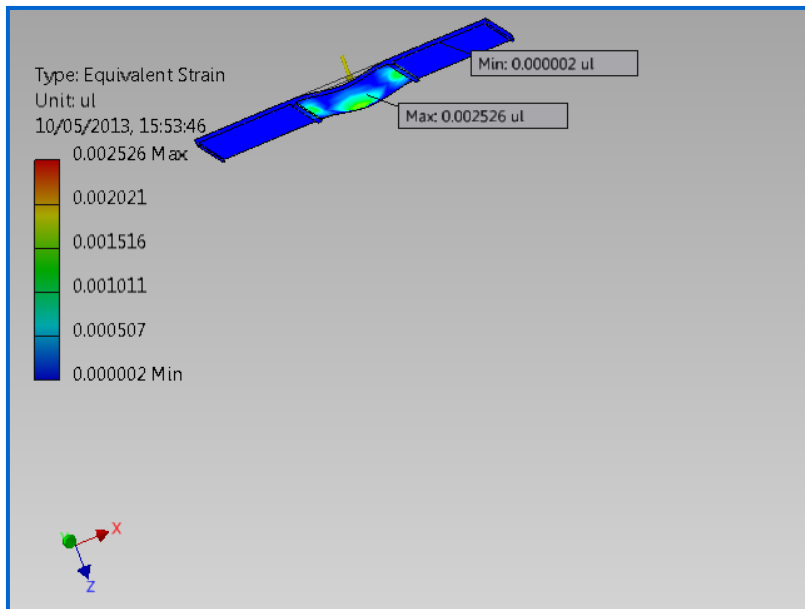 Type: Equivalent Strain
Unit: ul
10/05/2013, 15:53:46
0.002526 Max
0.002021
0.001516
0.001011
0.000507
0.000002 Min
Min: 0.000002 ul
Max: 0.002526 ul
X
Z